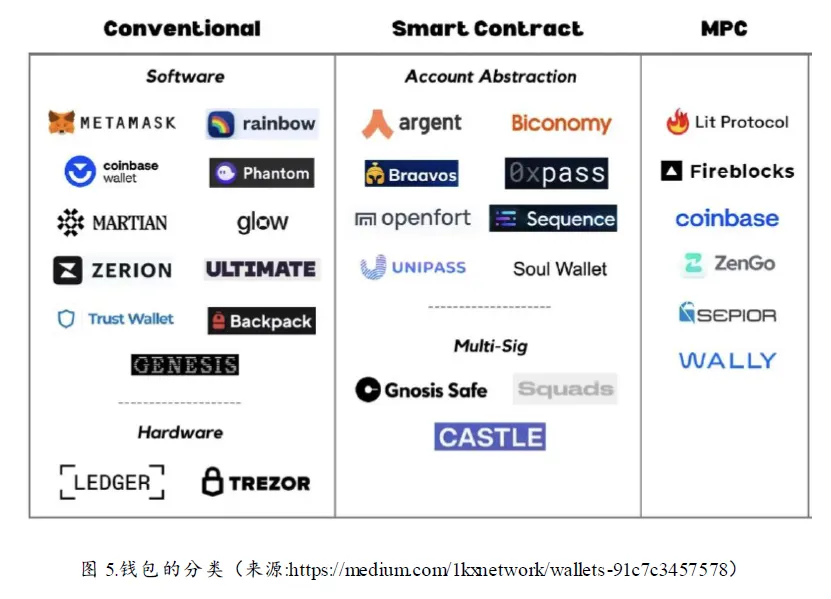 Conventional Smart Contract MPC
Software
METAMASK rainbow
coinbase wallet Phantom
MARTIAN glow
ZERION ULTIMATE
Trust Wallet Backpack
GENESIS
Hardware
LEDGER TREZOR
Account Abstraction
argent Biconomy
Braavos 0xpass
openfort Sequence
UNIPASS Soul Wallet
Multi-Sig
Gnosis Safe Squads
CASTLE
Lit Protocol
Fireblocks
coinbase
ZenGo
SEPIOR
WALLY
图 5.钱包的分类（来源:https://medium.com/1kxnetwork/wallets-91c7c3457578）